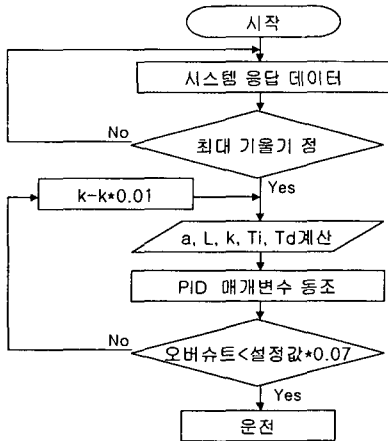 시작
시스템 응답 데이터
No
최대 기울기 정
Yes
k-k*0.01
a, L, k, Ti, Td계산
PID 매개변수 동조
No
오버슈트<설정값*0.07
Yes
운전